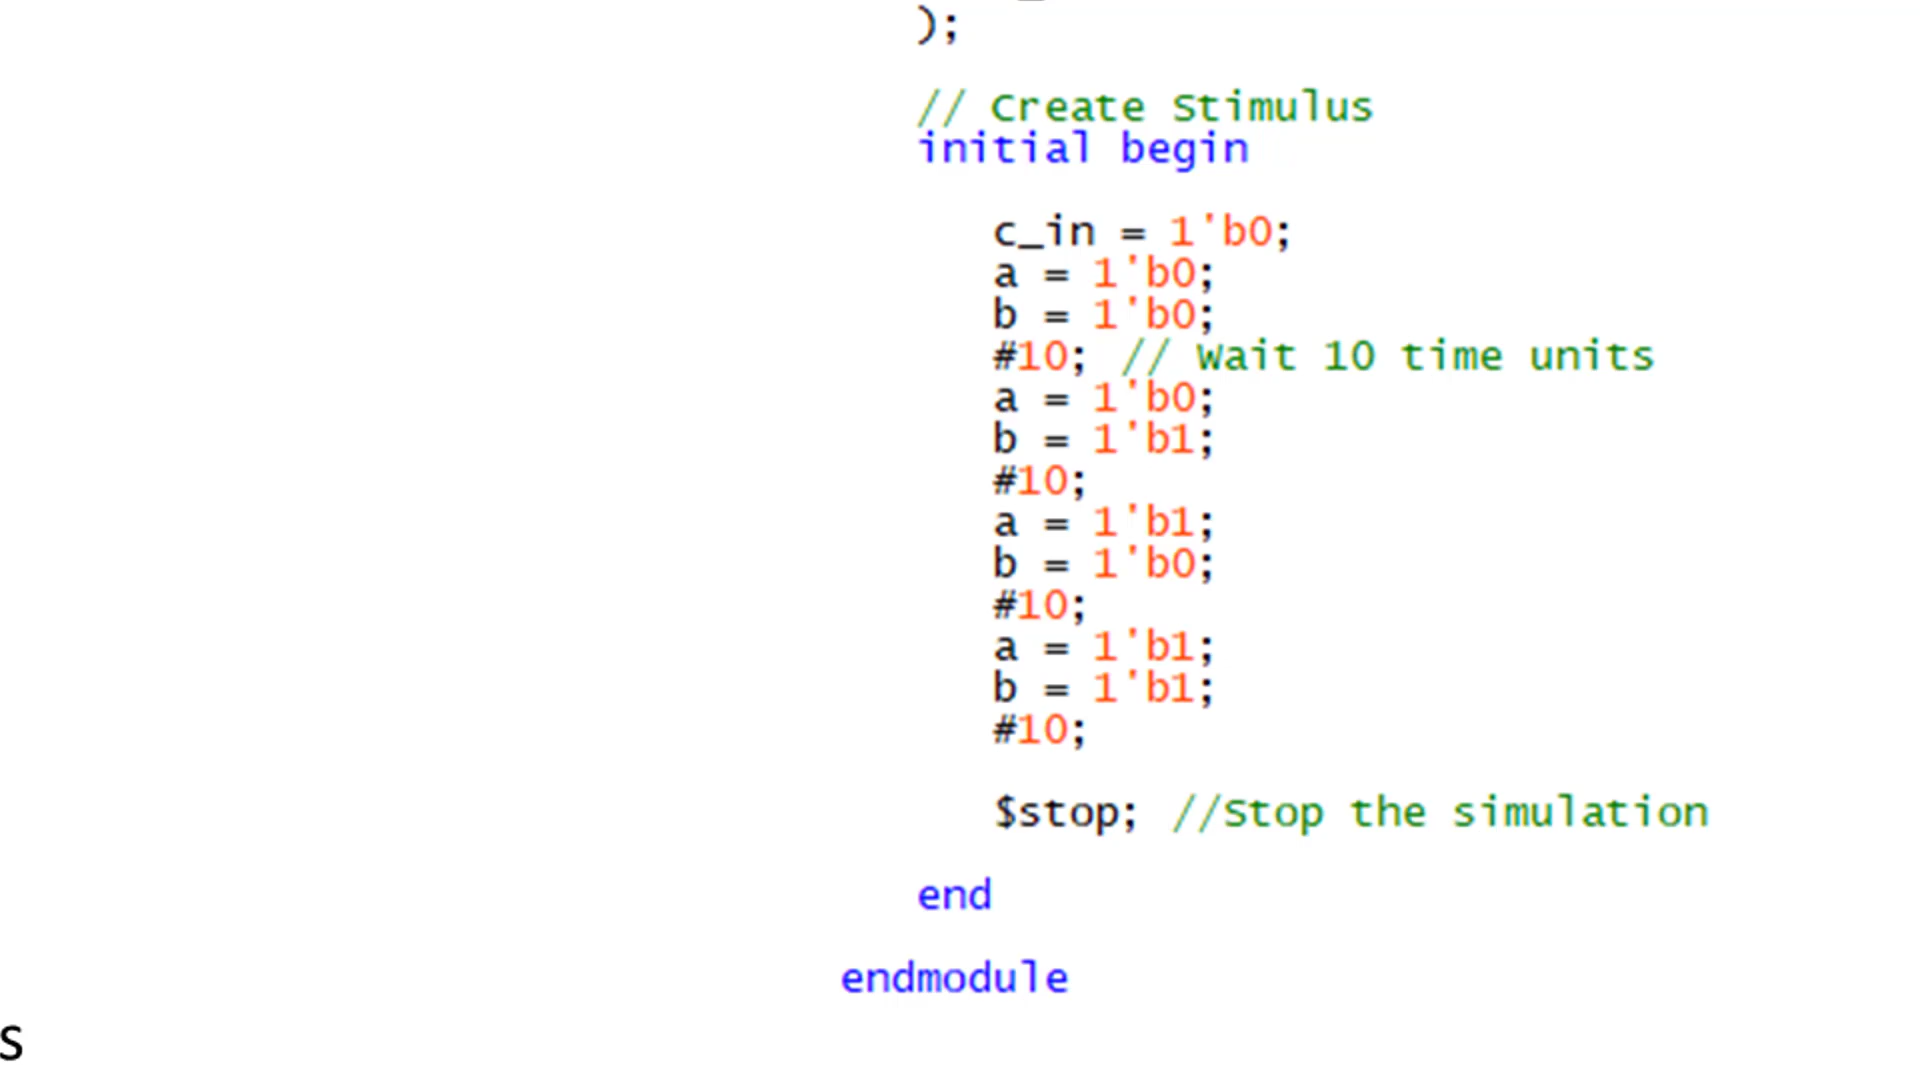 );
// Create Stimulus
initial begin
c_in = 1'b0;
a = 1'b0;
b = 1'b0;
#10; // Wait 10 time units
a = 1'b0;
b = 1'b1;
#10;
a = 1'b1;
b = 1'b0;
#10;
a = 1'b1;
b = 1'b1;
#10;
$stop; //Stop the simulation
end
endmodule
s